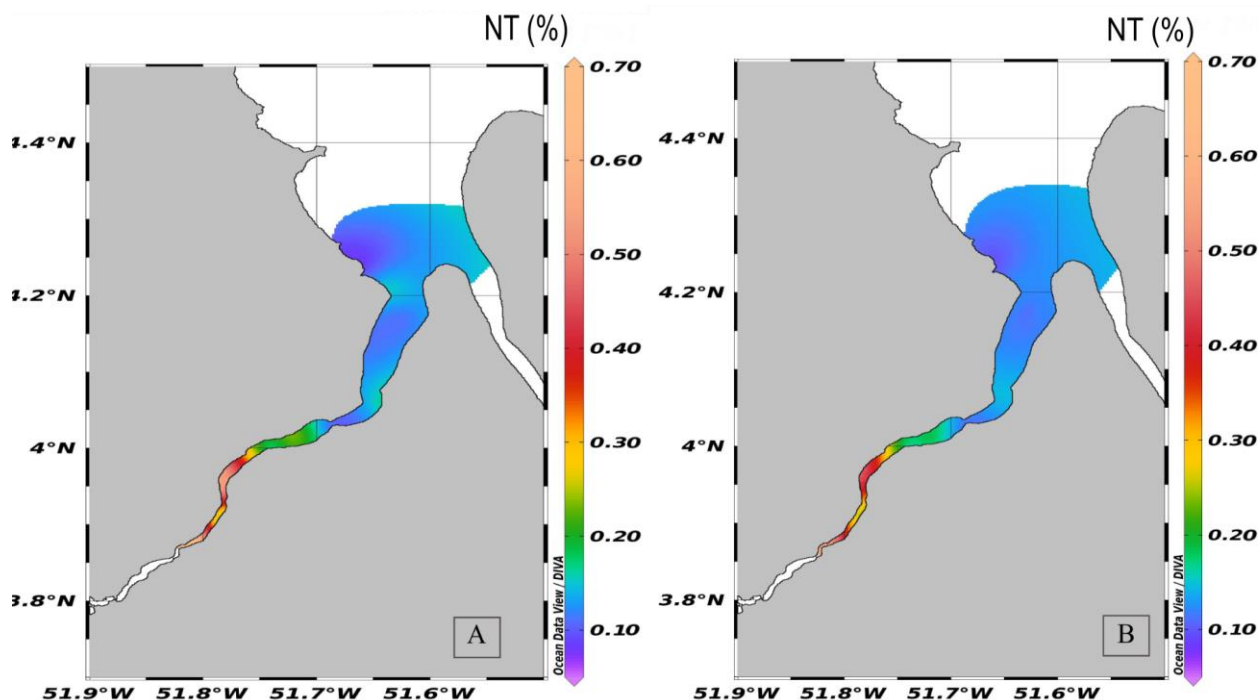 NT (%)
0.70
0.60
0.50
0.40
0.30
0.20
0.10
4.4°N
4.2°N
4°N
3.8°N
51.9°W
51.8°W
51.7°W
51.6°W
Ocean Data View / DIVA
A
NT (%)
0.70
0.60
0.50
0.40
0.30
0.20
0.10
4.4°N
4.2°N
4°N
3.8°N
51.9°W
51.8°W
51.7°W
51.6°W
Ocean Data View / DIVA
B